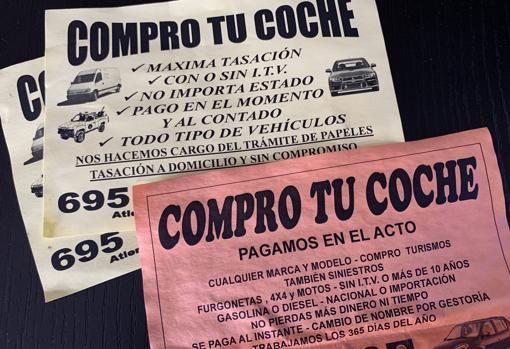 COMPRO TU COCHE
✓ MAXIMA TASACIÓN
✓ CON O SIN I.T.V.
✓ NO IMPORTA ESTADO
✓ PAGO EN EL MOMENTO
Y AL CONTADO
✓ TODO TIPO DE VEHÍCULOS
NOS HACEMOS CARGO DEL TRÁMITE DE PAPELES
TASACIÓN A DOMICILIO Y SIN COMPROMISO
695
CO
695
COMPRO TU COCHE
PAGAMOS EN EL ACTO
CUALQUIER MARCA Y MODELO - COMPRO TURISMOS
TAMBIÉN SINIESTROS
FURGONETAS , 4X4 y MOTOS - SIN I.T.V. O MÁS DE 10 AÑOS
GASOLINA O DIESEL - NACIONAL O IMPORTACIÓN
NO PIERDAS MÁS DINERO NI TIEMPO
SE PAGA AL INSTANTE - CAMBIO DE NOMBRE POR GESTORÍA
TRABAJAMOS LOS 365 DÍAS DEL AÑO